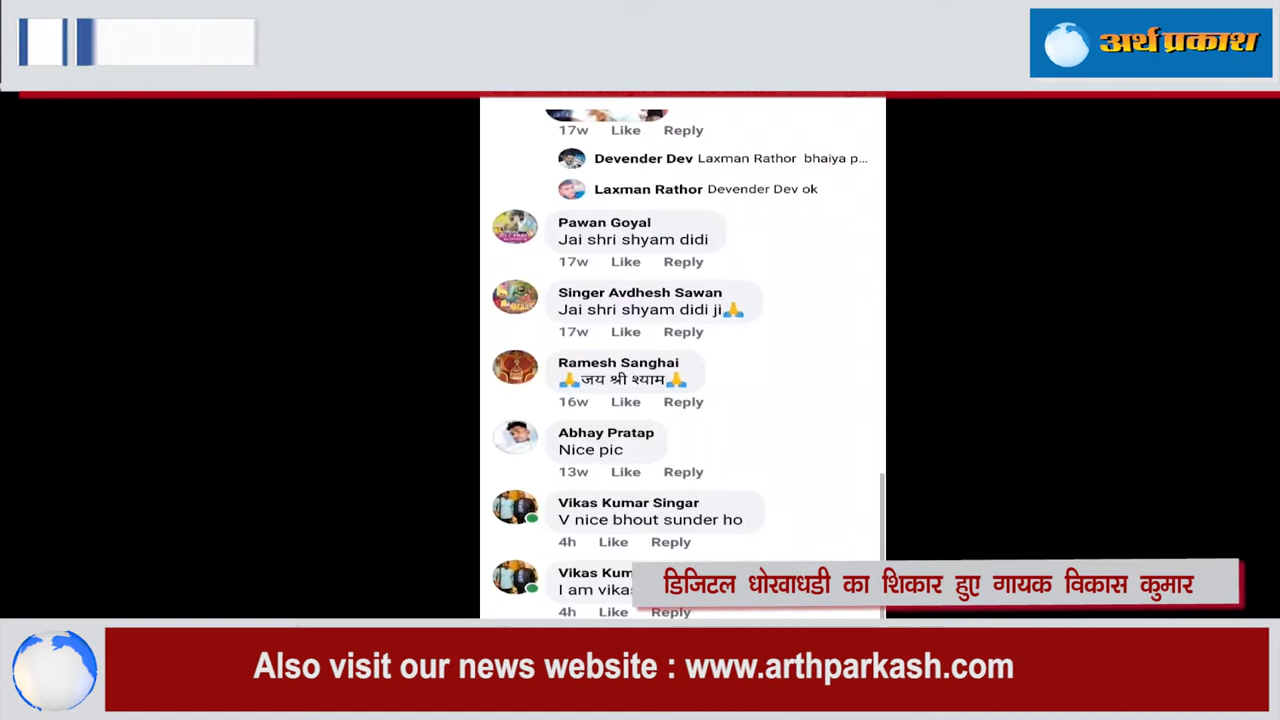 अर्थ प्रकाश
17w Like Reply
Devender Dev Laxman Rathor bhaiya p...
Laxman Rathor Devender Dev ok
Pawan Goyal
Jai shri shyam didi
17w Like Reply
Singer Avdhesh Sawan
Jai shri shyam didi ji🙏
17w Like Reply
Ramesh Sanghai
🙏जय श्री श्याम🙏
16w Like Reply
Abhay Pratap
Nice pic
13w Like Reply
Vikas Kumar Singar
V nice bhout sunder ho
4h Like Reply
Vikas Kum
I am vikas
4h Like Reply
डिजिटल धोखाधडी का शिकार हुए गायक विकास कुमार
Also visit our news website : www.arthparkash.com